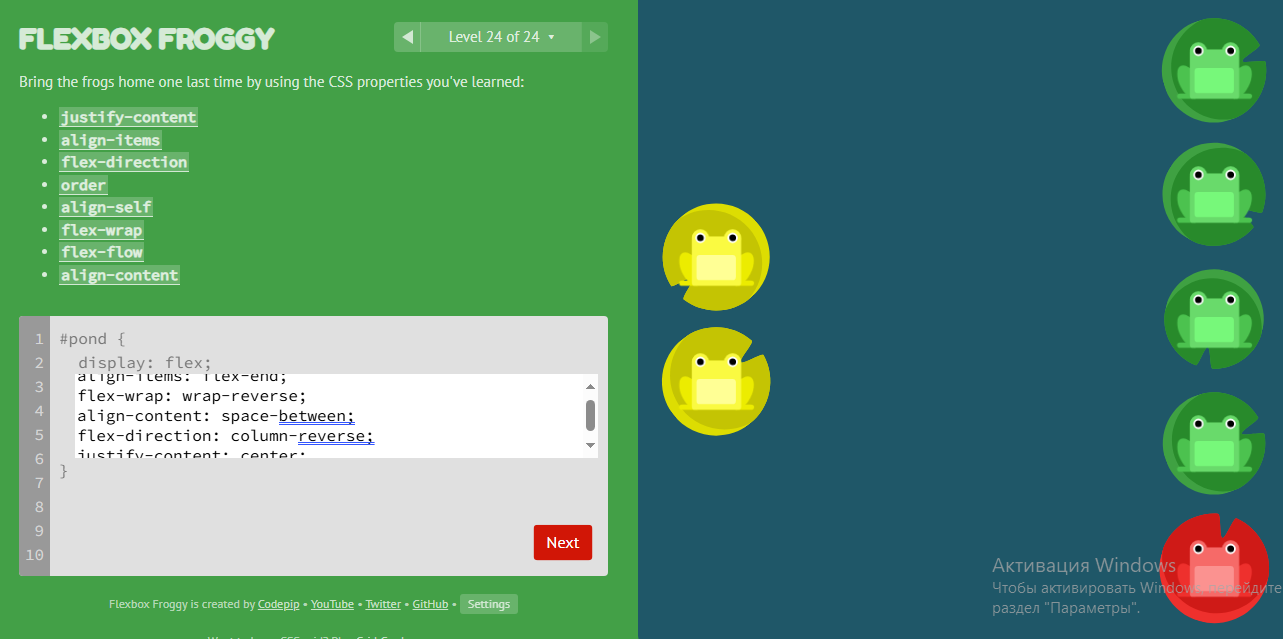 FLEXBOX FROGGY
◀ Level 24 of 24 ▾ ▶
Bring the frogs home one last time by using the CSS properties you've learned:
• justify-content
• align-items
• flex-direction
• order
• align-self
• flex-wrap
• flex-flow
• align-content
1 #pond {
2 display: flex;
3 align-items: flex-end;
flex-wrap: wrap-reverse;
4 align-content: space-between;
5 flex-direction: column-reverse;
6 justify-content: center;
}
7
8
9
10
Next
Flexbox Froggy is created by Codepip • YouTube • Twitter • GitHub • Settings
Активация Windows
Чтобы активировать Windows, перейдите
раздел "Параметры".